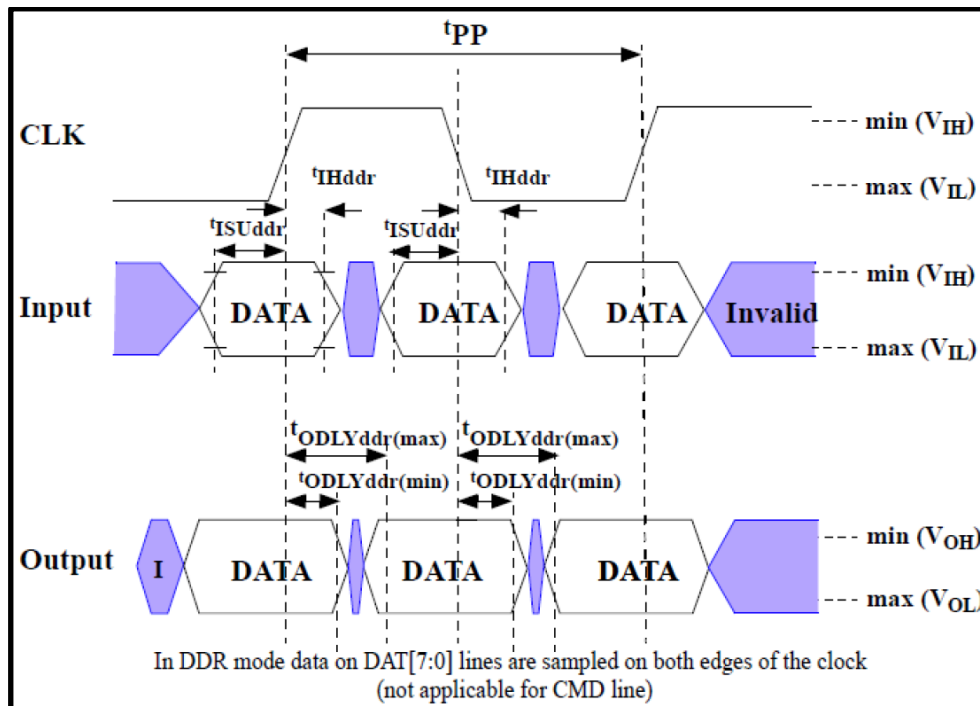 tPP
CLK
min (VIH)
max (VIL)
tIHddr
tIHddr
tISUddr
tISUddr
Input
DATA
DATA
DATA
Invalid
min (VIH)
max (VIL)
tODLYddr(max)
tODLYddr(max)
tODLYddr(min)
tODLYddr(min)
Output
I
DATA
DATA
DATA
min (VOH)
max (VOL)
In DDR mode data on DAT[7:0] lines are sampled on both edges of the clock
(not applicable for CMD line)